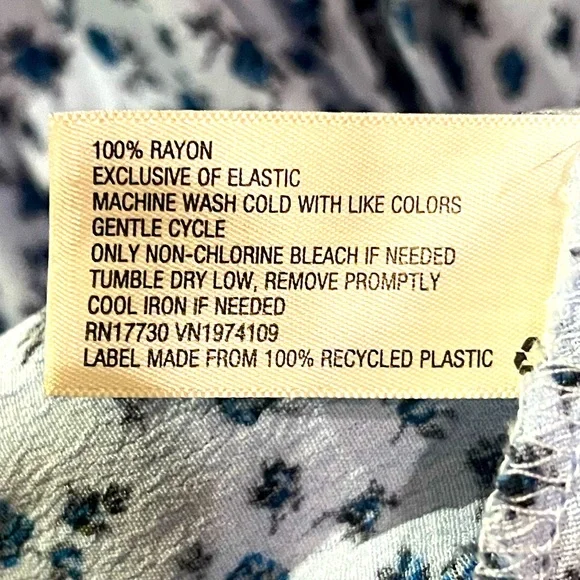 100% RAYON
EXCLUSIVE OF ELASTIC
MACHINE WASH COLD WITH LIKE COLORS
GENTLE CYCLE
ONLY NON-CHLORINE BLEACH IF NEEDED
TUMBLE DRY LOW, REMOVE PROMPTLY
COOL IRON IF NEEDED
RN17730 VN1974109
LABEL MADE FROM 100% RECYCLED PLASTIC